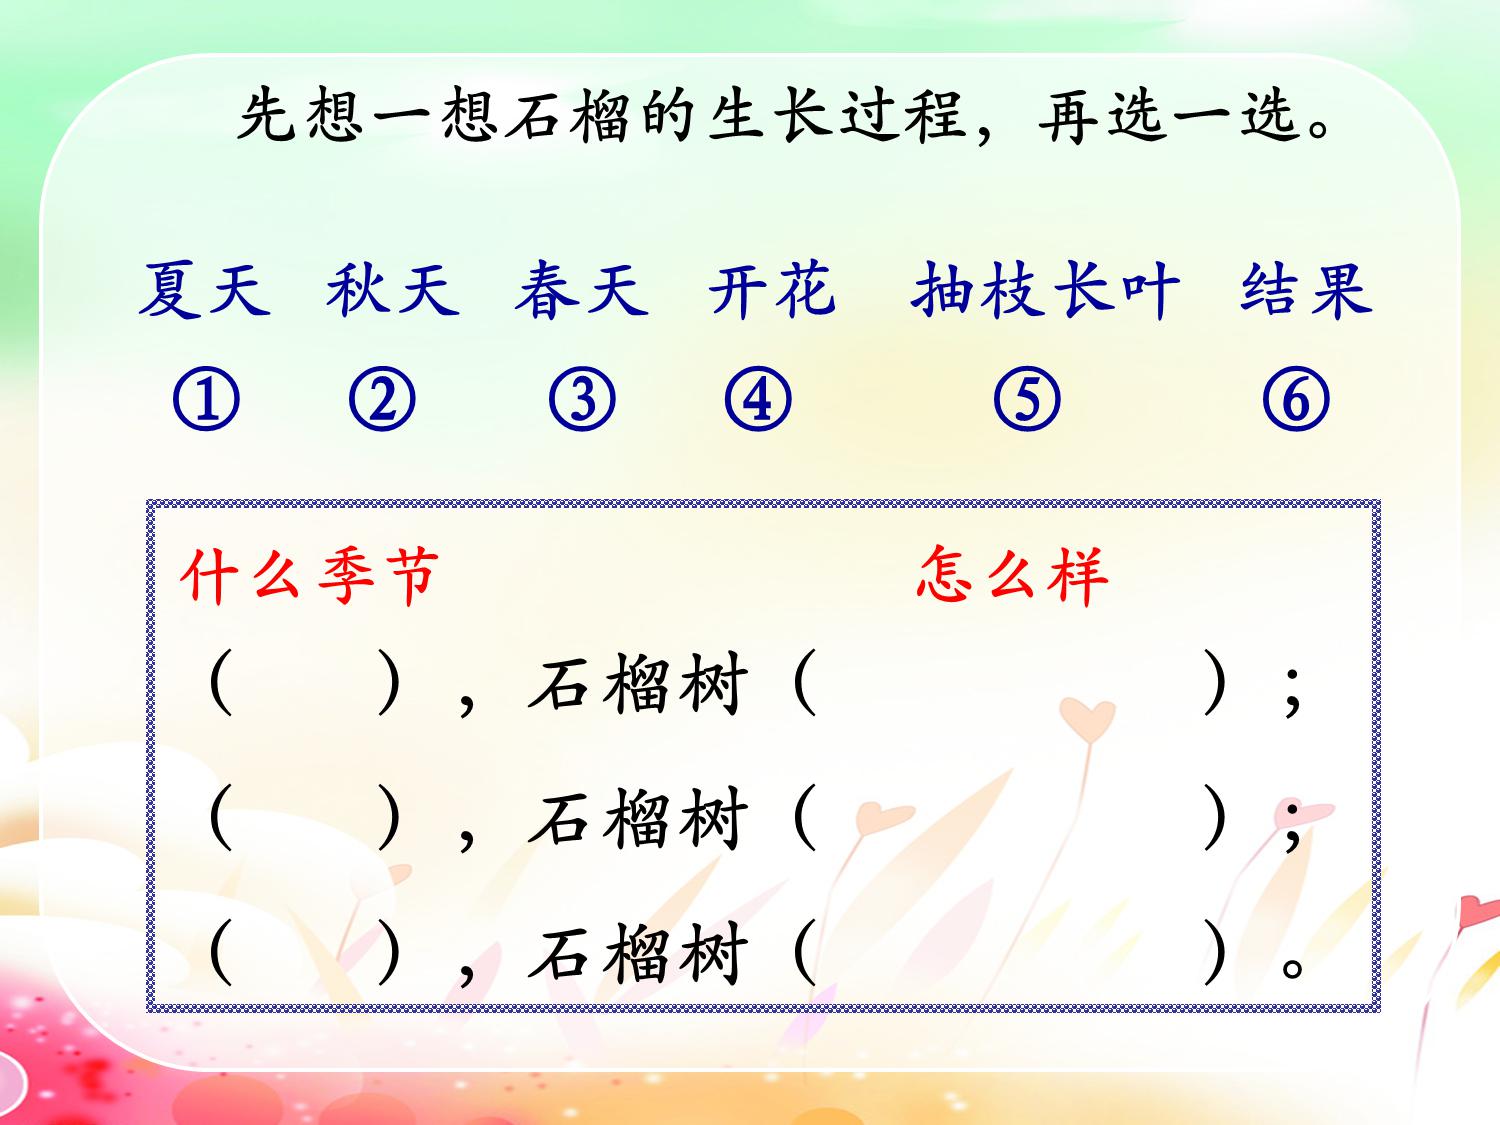 先想一想石榴的生长过程，再选一选。
夏天 秋天 春天 开花 抽枝长叶 结果
① ② ③ ④ ⑤ ⑥
什么季节 怎么样
（ ），石榴树（ ）；
（ ），石榴树（ ）；
（ ），石榴树（ ）。